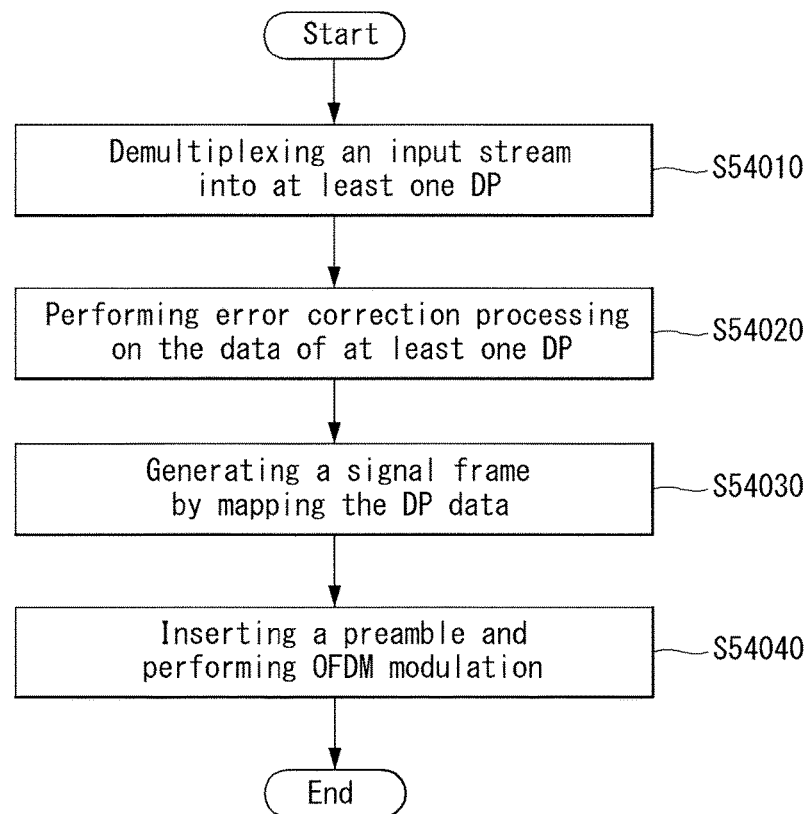 Start
Demultiplexing an input stream
into at least one DP
S54010
Performing error correction processing
on the data of at least one DP
S54020
Generating a signal frame
by mapping the DP data
S54030
Inserting a preamble and
performing OFDM modulation
S54040
End